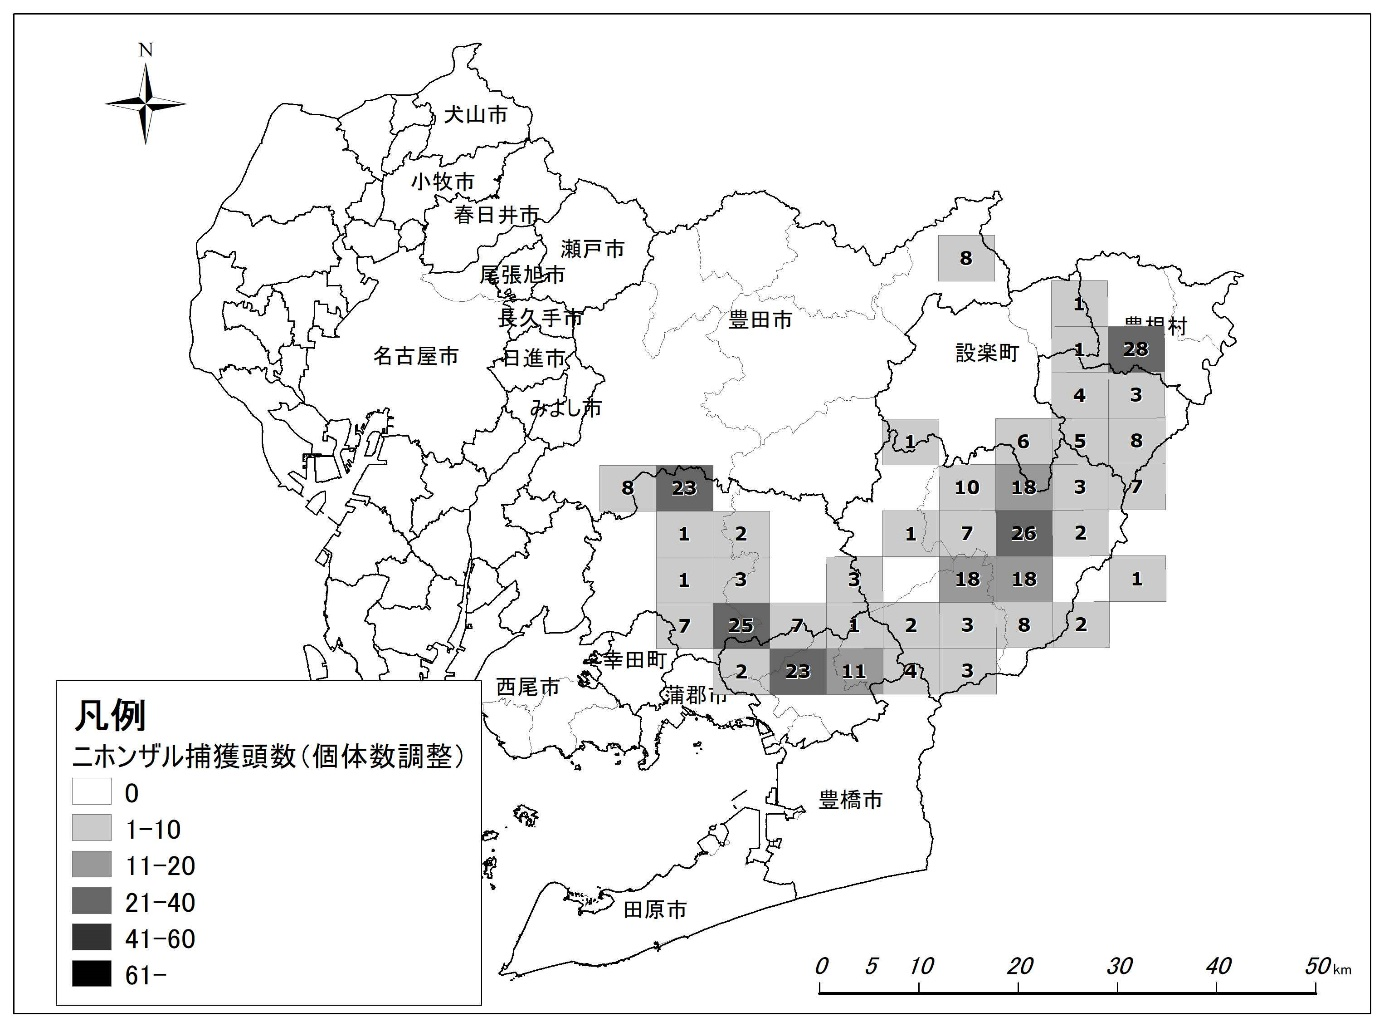 N
犬山市
小牧市
春日井市
瀬戸市
尾張旭市
長久手市
豊田市
豊根村
名古屋市
日進市
設楽町
みよし市
8
1
1 28
4 3
1 6 5 8
8 23 10 18 3 7
1 2 1 7 26 2
1 3 3 18 18 1
7 25 7 1 2 3 8 2
2 23 11 4 3
幸田町
西尾市
蒲郡市
豊橋市
田原市
凡例
ニホンザル捕獲頭数（個体数調整）
0
1-10
11-20
21-40
41-60
61-
0 5 10 20 30 40 50 km